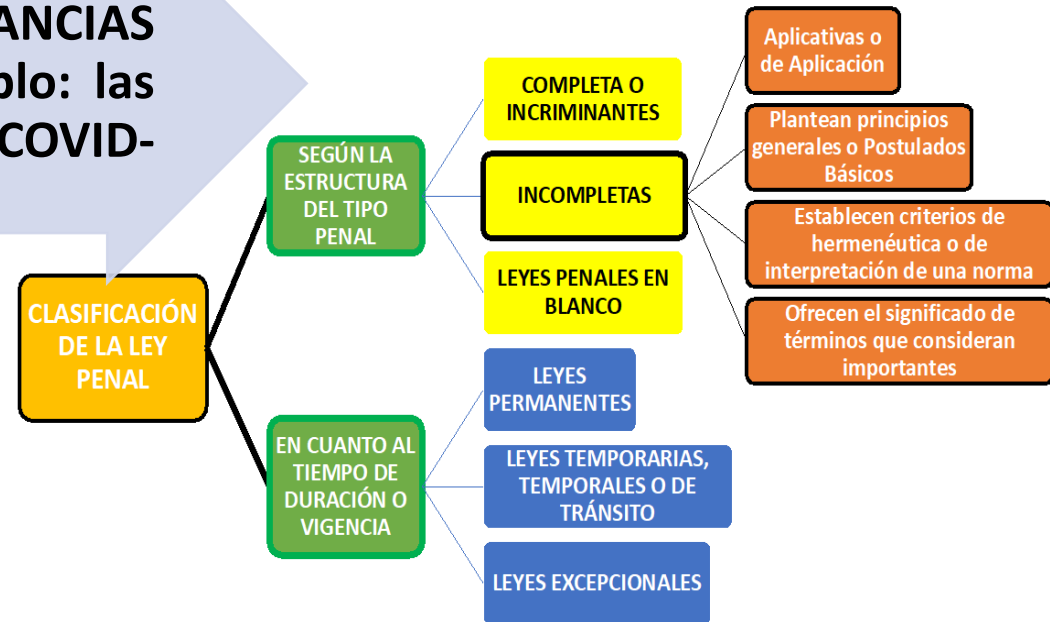 ANCIAS
las
COVID-
CLASIFICACIÓN
DE LA LEY
PENAL
SEGÚN LA
ESTRUCTURA
DEL TIPO
PENAL
COMPLETA O
INCRIMINANTES
INCOMPLETAS
LEYES PENALES EN
BLANCO
Aplicativas o
de Aplicación
Plantean principios
generales o Postulados
Básicos
Establecen criterios de
hermenéutica o de
interpretación de una norma
Ofrecen el significado de
términos que consideran
importantes
EN CUANTO AL
TIEMPO DE
DURACIÓN O
VIGENCIA
LEYES
PERMANENTES
LEYES TEMPORARIAS,
TEMPORALES O DE
TRÁNSITO
LEYES EXCEPCIONALES